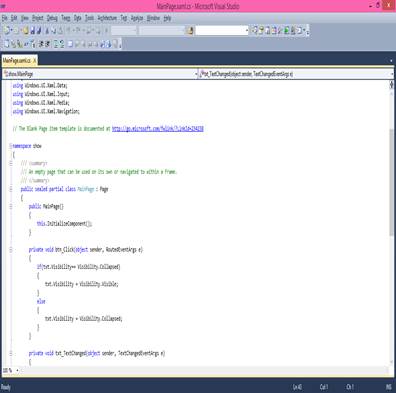 MainPage.xaml.cs - Microsoft Visual Studio
File Edit View Project Debug Team Data Tools Architecture Test Analyze Window Help
MainPage.xaml.cs X
show.MainPage
txt_TextChanged(object sender, TextChangedEventArgs e)
using Windows.UI.Xaml.Data;
using Windows.UI.Xaml.Input;
using Windows.UI.Xaml.Media;
using Windows.UI.Xaml.Navigation;
// The Blank Page item template is documented at http://go.microsoft.com/fwlink/?LinkId=234238
namespace show
{
/// <summary>
/// An empty page that can be used on its own or navigated to within a Frame.
/// </summary>
public sealed partial class MainPage : Page
{
public MainPage()
{
this.InitializeComponent();
}
private void btn_Click(object sender, RoutedEventArgs e)
{
if(txt.Visibility== Visibility.Collapsed)
{
txt.Visibility = Visibility.Visible;
}
else
{
txt.Visibility = Visibility.Collapsed;
}
}
private void txt_TextChanged(object sender, TextChangedEventArgs e)
{
100 %
Ready
Ln 43
Col 1
Ch 1
INS